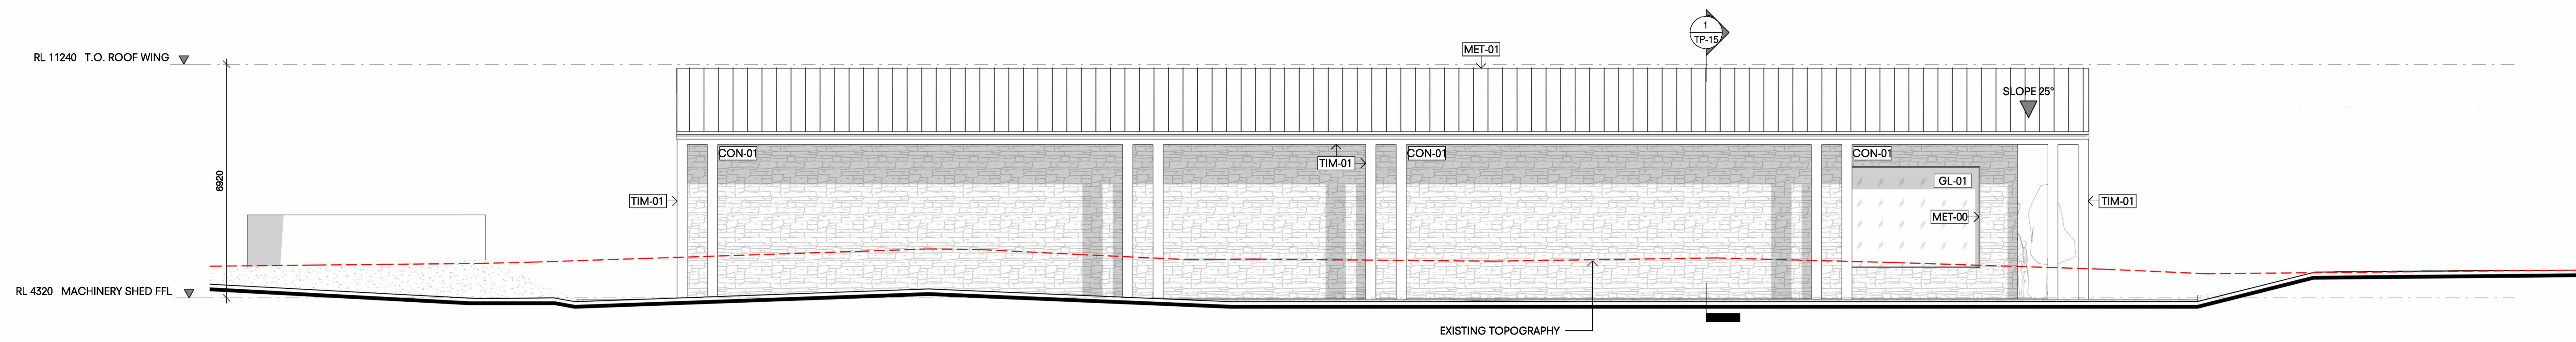 1
TP-15
MET-01
RL 11240 T.O. ROOF WING
SLOPE 25°
CON-01
CON-01
CON-01
TIM-01
GL-01
6920
TIM-01
TIM-01
MET-00
RL 4320 MACHINERY SHED FFL
EXISTING TOPOGRAPHY